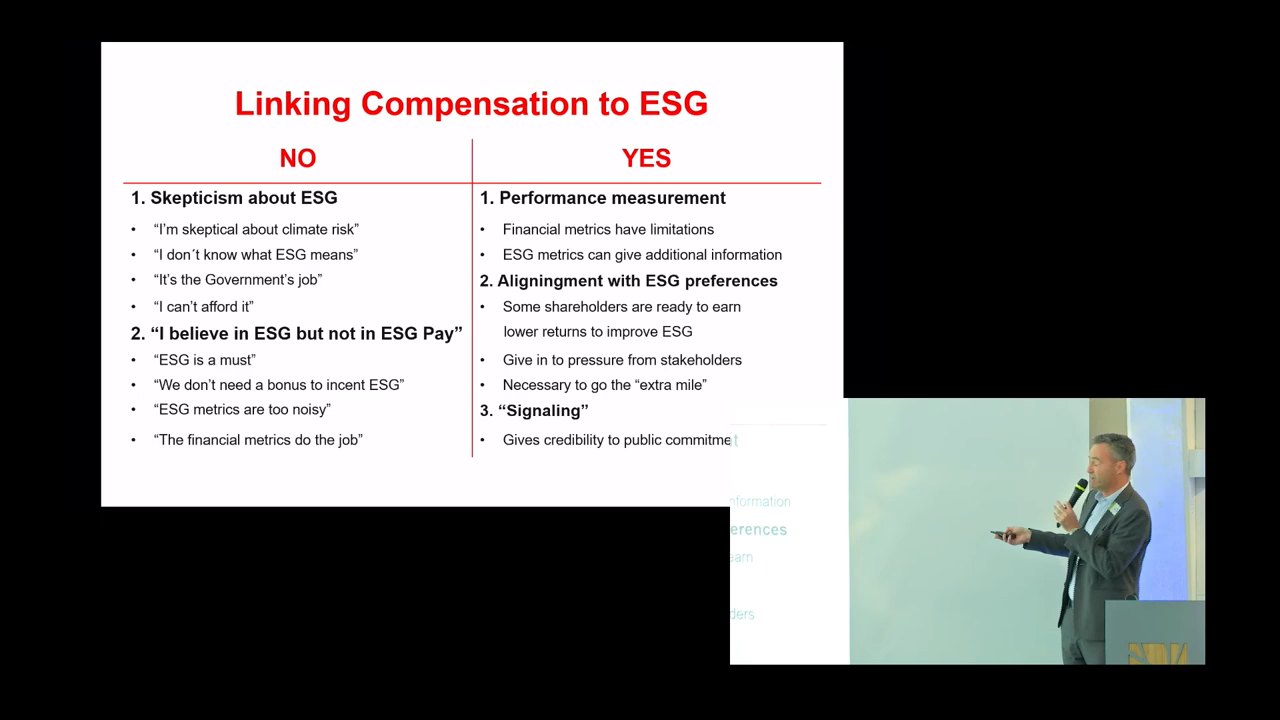 Linking Compensation to ESG
NO
1. Skepticism about ESG
• “I’m skeptical about climate risk”
• “I don´t know what ESG means”
• “It’s the Government’s job”
• “I can’t afford it”
2. “I believe in ESG but not in ESG Pay”
• “ESG is a must”
• “We don’t need a bonus to incent ESG”
• “ESG metrics are too noisy”
• “The financial metrics do the job”
YES
1. Performance measurement
• Financial metrics have limitations
• ESG metrics can give additional information
2. Aligningment with ESG preferences
• Some shareholders are ready to earn
lower returns to improve ESG
• Give in to pressure from stakeholders
• Necessary to go the “extra mile”
3. “Signaling”
• Gives credibility to public commitme
t
nformation
erences
earn
ders